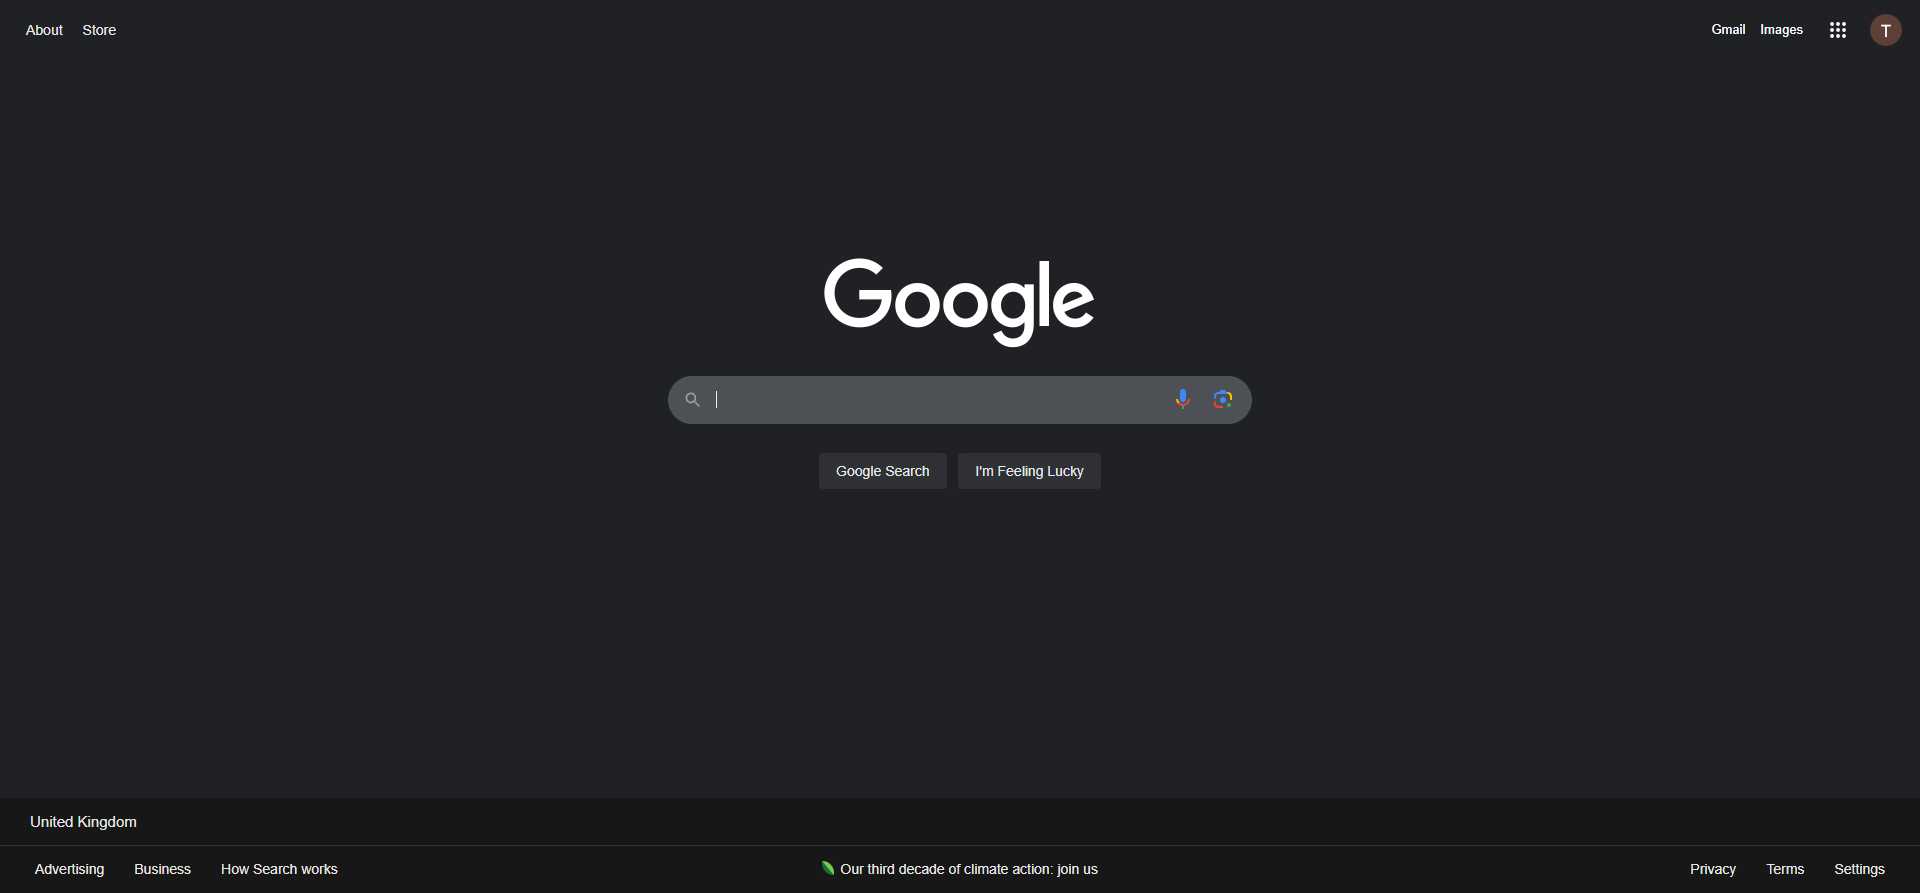 About Store
Gmail Images
T
Google
Google Search I'm Feeling Lucky
United Kingdom
Advertising Business How Search works
Our third decade of climate action: join us
Privacy Terms Settings